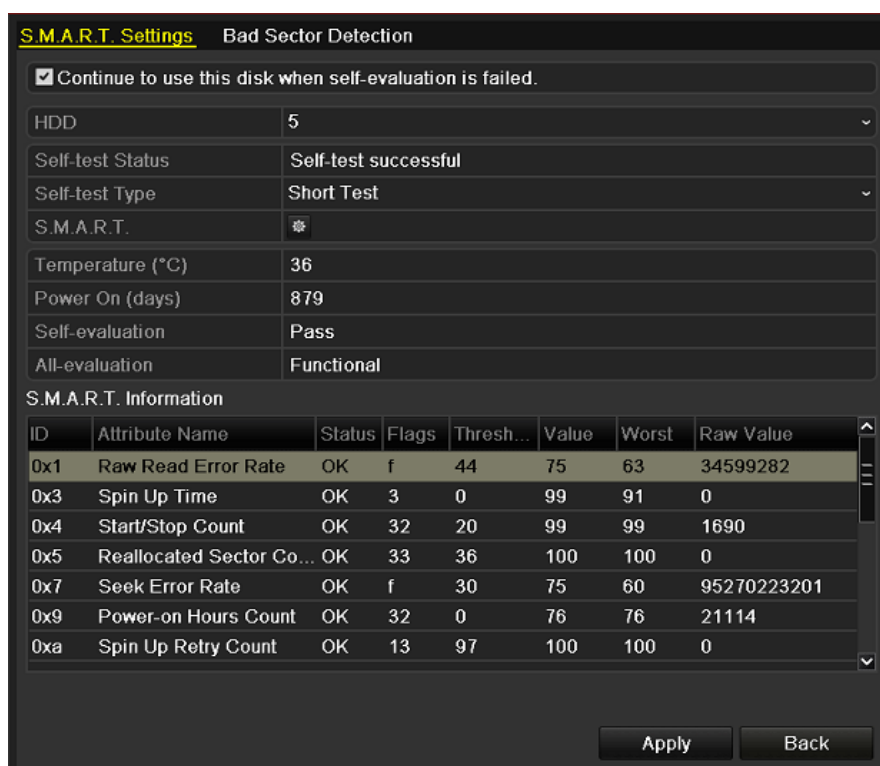 S.M.A.R.T. Settings Bad Sector Detection
Continue to use this disk when self-evaluation is failed.
HDD 5
Self-test Status Self-test successful
Self-test Type Short Test
S.M.A.R.T.
Temperature (°C) 36
Power On (days) 879
Self-evaluation Pass
All-evaluation Functional
S.M.A.R.T. Information
ID Attribute Name Status Flags Thresh... Value Worst Raw Value
0x1 Raw Read Error Rate OK f 44 75 63 34599282
0x3 Spin Up Time OK 3 0 99 91 0
0x4 Start/Stop Count OK 32 20 99 99 1690
0x5 Reallocated Sector Co... OK 33 36 100 100 0
0x7 Seek Error Rate OK f 30 75 60 95270223201
0x9 Power-on Hours Count OK 32 0 76 76 21114
0xa Spin Up Retry Count OK 13 97 100 100 0
Apply Back